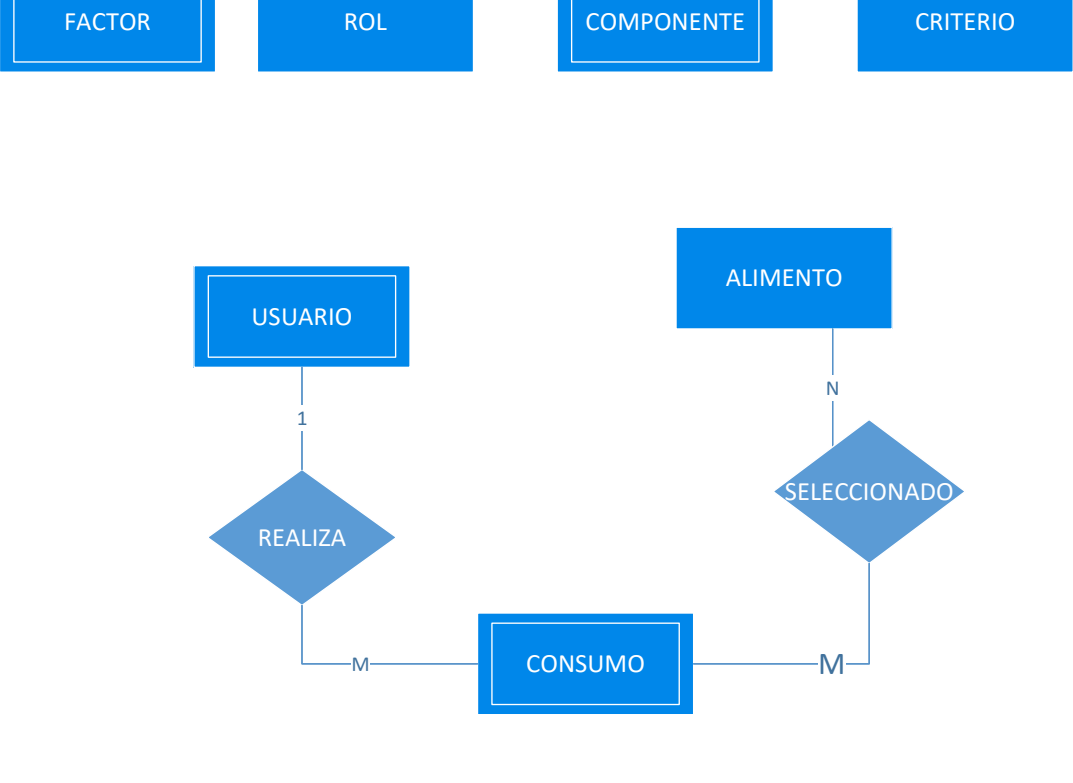 FACTOR
ROL
COMPONENTE
CRITERIO
ALIMENTO
USUARIO
N
1
SELECCIONADO
REALIZA
M
CONSUMO
M